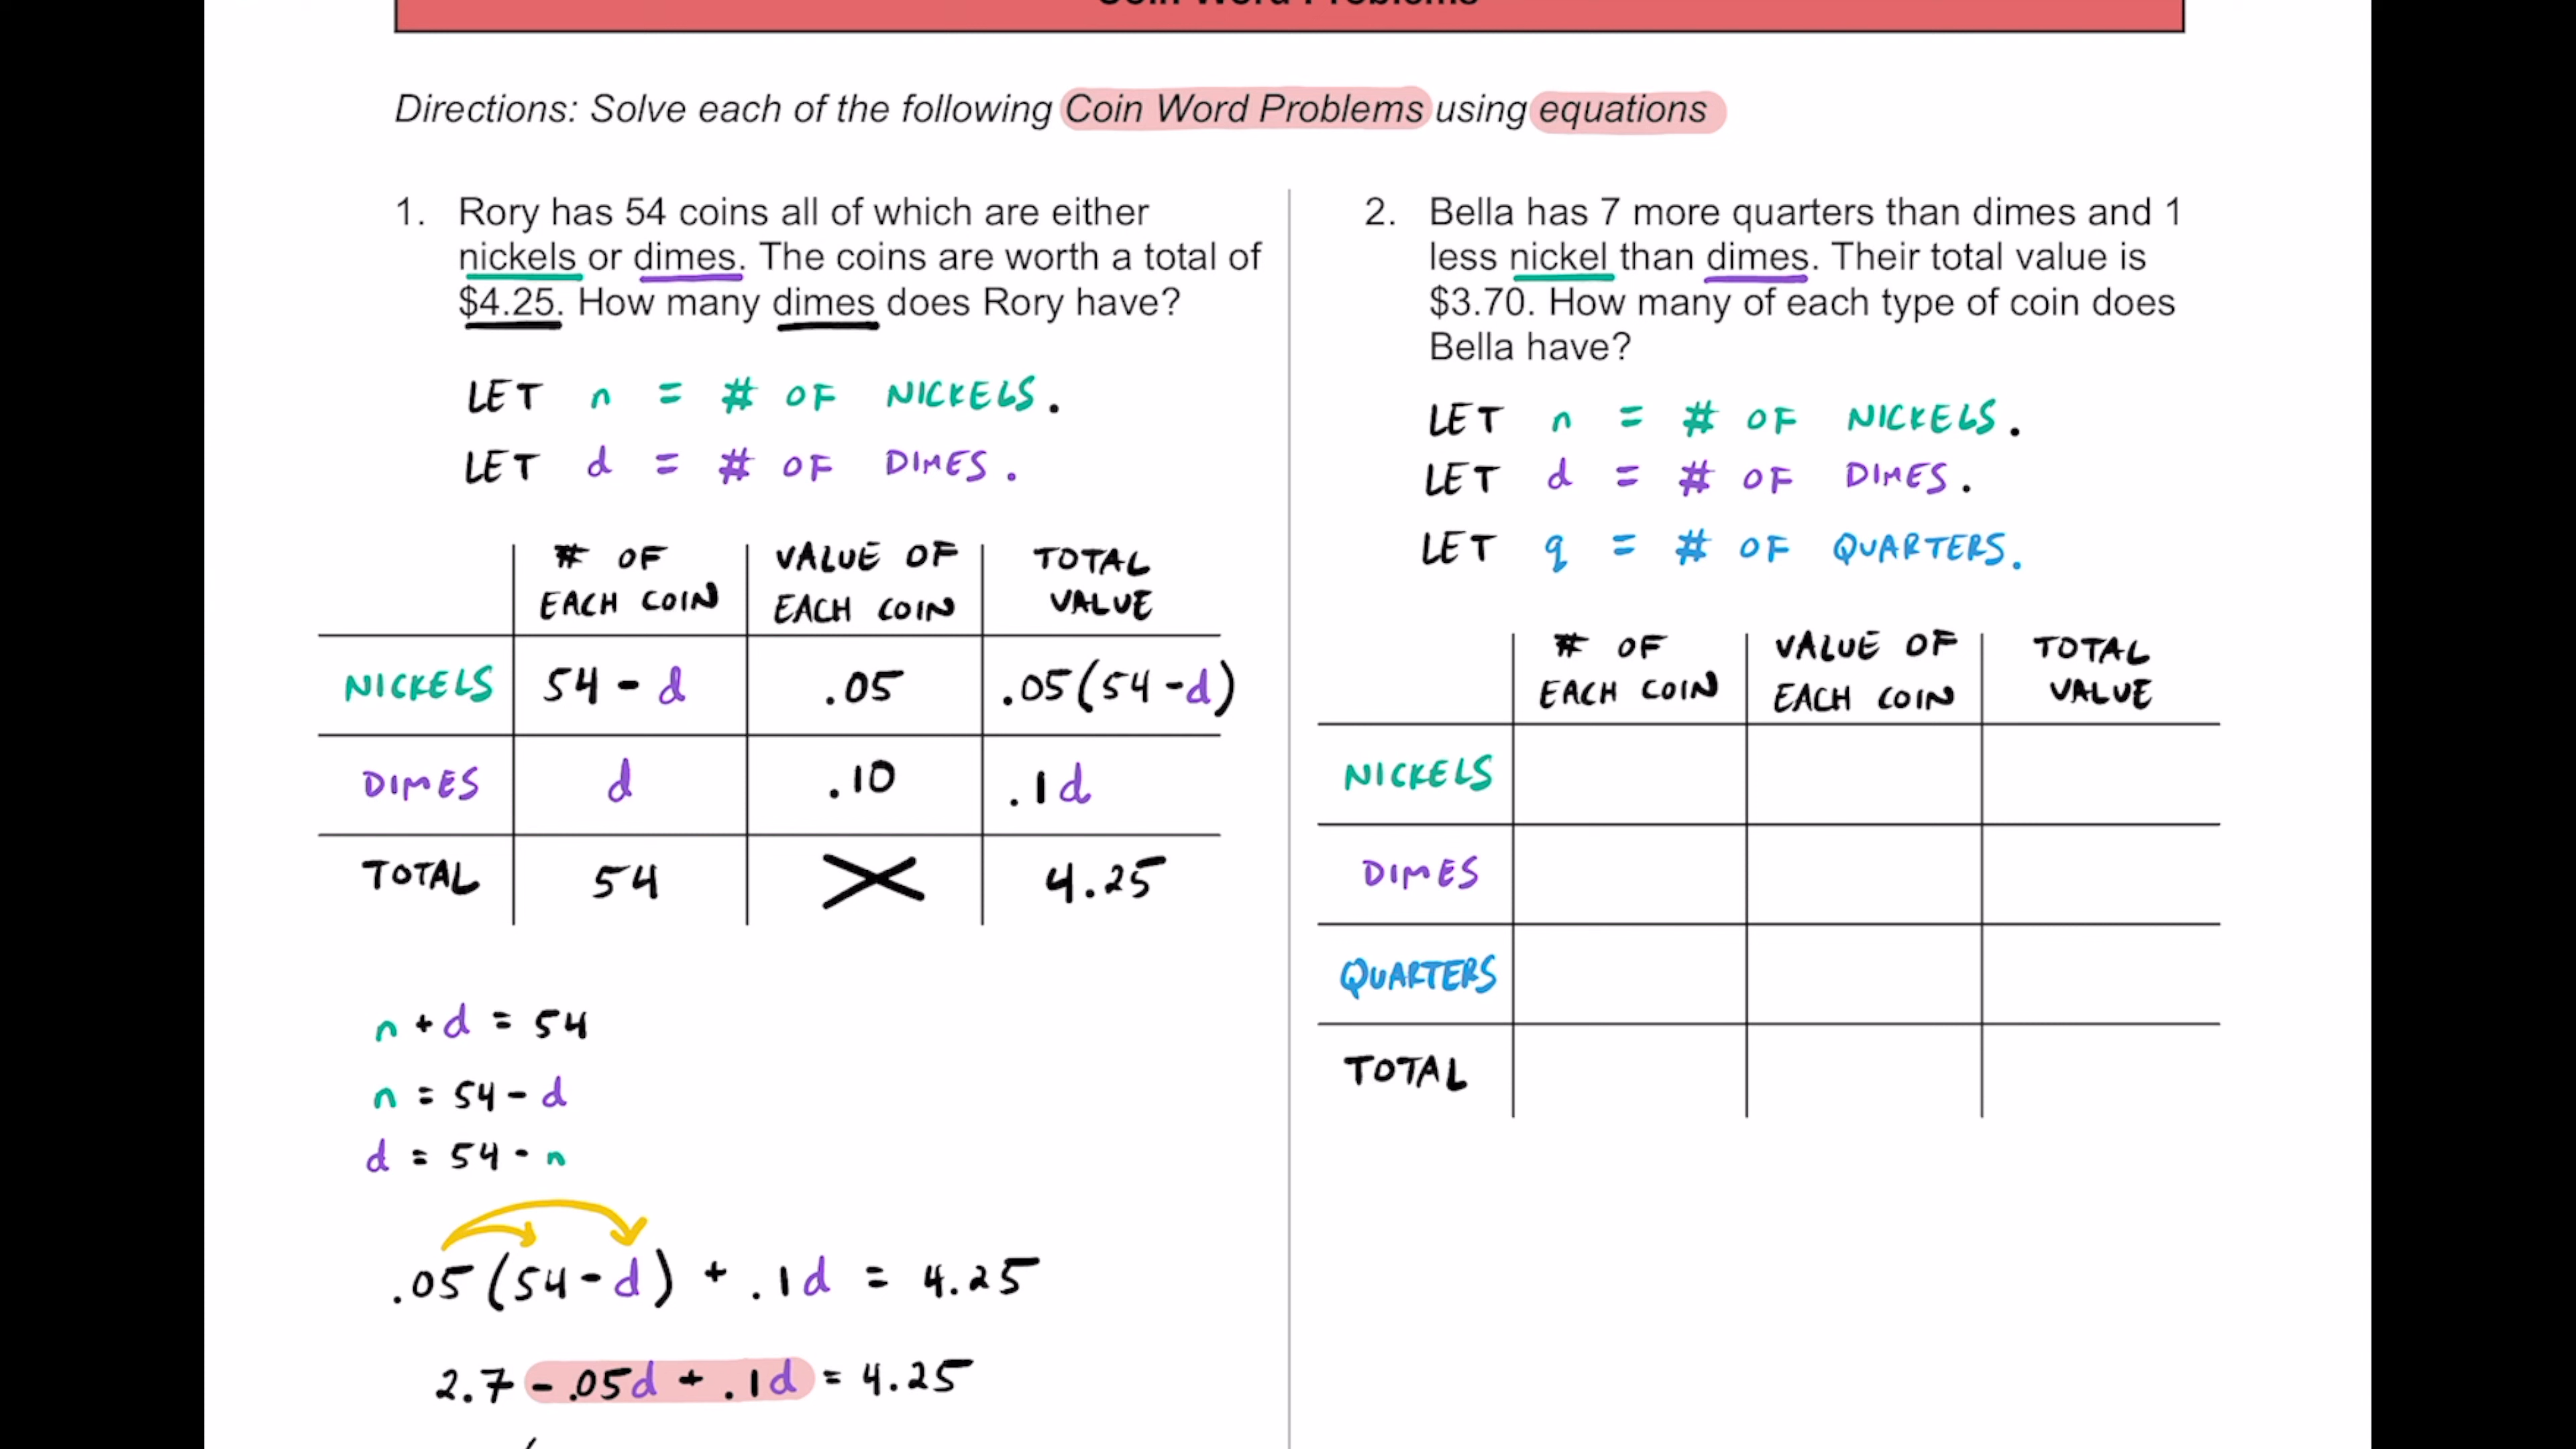 Coin Word Problems
Directions: Solve each of the following Coin Word Problems using equations
1. Rory has 54 coins all of which are either
nickels or dimes. The coins are worth a total of
$4.25. How many dimes does Rory have?
LET n = # OF NICKELS.
LET d = # OF DIMES.
# OF VALUE OF TOTAL
EACH COIN EACH COIN VALUE
NICKELS 54 - d .05 .05(54-d)
DIMES d .10 .1d
TOTAL 54 4.25
n + d = 54
n = 54 - d
d = 54 - n
.05(54-d) + .1d = 4.25
2.7 - .05d + .1d = 4.25
2. Bella has 7 more quarters than dimes and 1
less nickel than dimes. Their total value is
$3.70. How many of each type of coin does
Bella have?
LET n = # OF NICKELS.
LET d = # OF DIMES.
LET q = # OF QUARTERS.
# OF VALUE OF TOTAL
EACH COIN EACH COIN VALUE
NICKELS
DIMES
QUARTERS
TOTAL